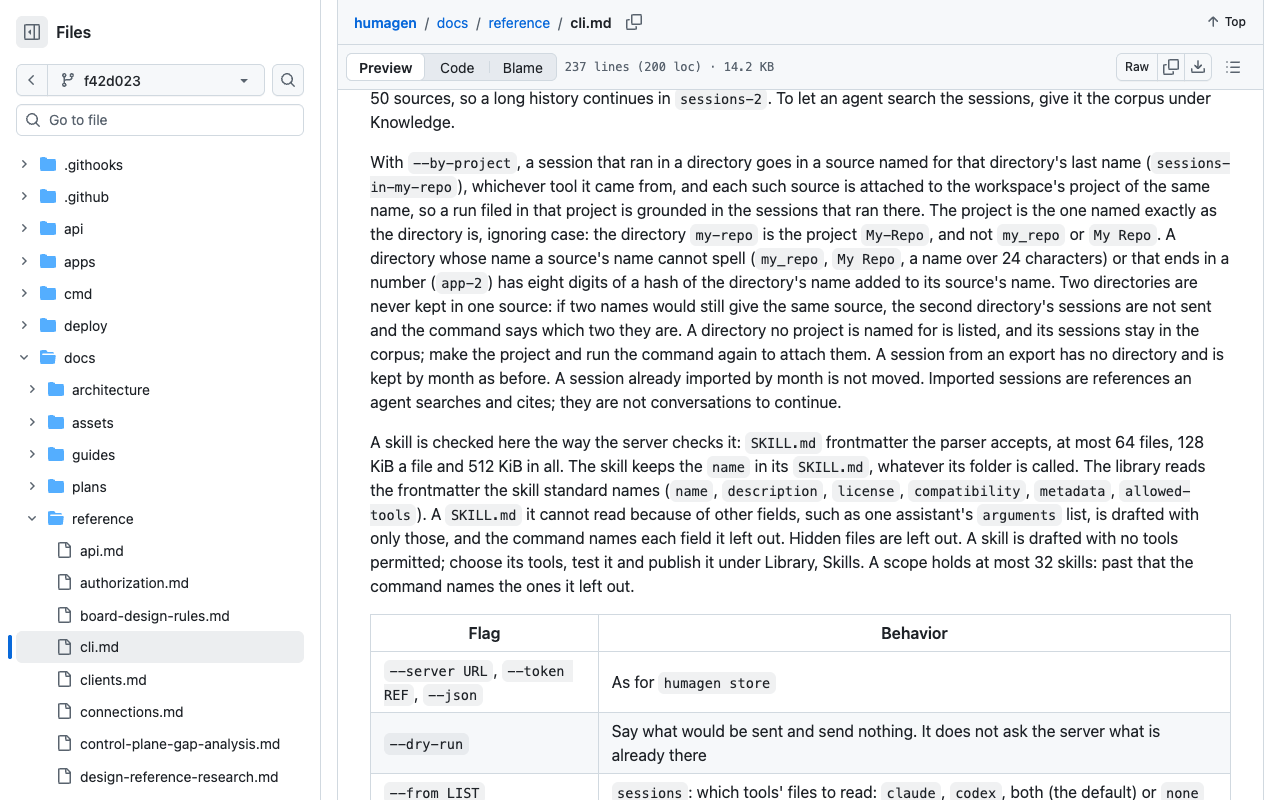 Files
f42d023
Go to file
.githooks
.github
api
apps
cmd
deploy
docs
architecture
assets
guides
plans
reference
api.md
authorization.md
board-design-rules.md
cli.md
clients.md
connections.md
control-plane-gap-analysis.md
design-reference-research.md
humagen / docs / reference / cli.md
Top
Preview Code Blame 237 lines (200 loc) · 14.2 KB
Raw
50 sources, so a long history continues in sessions-2. To let an agent search the sessions, give it the corpus under
Knowledge.
With --by-project, a session that ran in a directory goes in a source named for that directory's last name (sessions-
in-my-repo), whichever tool it came from, and each such source is attached to the workspace's project of the same
name, so a run filed in that project is grounded in the sessions that ran there. The project is the one named exactly as
the directory is, ignoring case: the directory my-repo is the project My-Repo, and not my_repo or My Repo. A
directory whose name a source's name cannot spell (my_repo, My Repo, a name over 24 characters) or that ends in a
number (app-2) has eight digits of a hash of the directory's name added to its source's name. Two directories are
never kept in one source: if two names would still give the same source, the second directory's sessions are not sent
and the command says which two they are. A directory no project is named for is listed, and its sessions stay in the
corpus; make the project and run the command again to attach them. A session from an export has no directory and is
kept by month as before. A session already imported by month is not moved. Imported sessions are references an
agent searches and cites; they are not conversations to continue.
A skill is checked here the way the server checks it: SKILL.md frontmatter the parser accepts, at most 64 files, 128
KiB a file and 512 KiB in all. The skill keeps the name in its SKILL.md, whatever its folder is called. The library reads
the frontmatter the skill standard names (name, description, license, compatibility, metadata, allowed-
tools). A SKILL.md it cannot read because of other fields, such as one assistant's arguments list, is drafted with
only those, and the command names each field it left out. Hidden files are left out. A skill is drafted with no tools
permitted; choose its tools, test it and publish it under Library, Skills. A scope holds at most 32 skills: past that the
command names the ones it left out.
Flag Behavior
--server URL, --token
REF, --json
As for humagen store
--dry-run
Say what would be sent and send nothing. It does not ask the server what is
already there
--from LIST
sessions: which tools' files to read: claude, codex, both (the default) or none